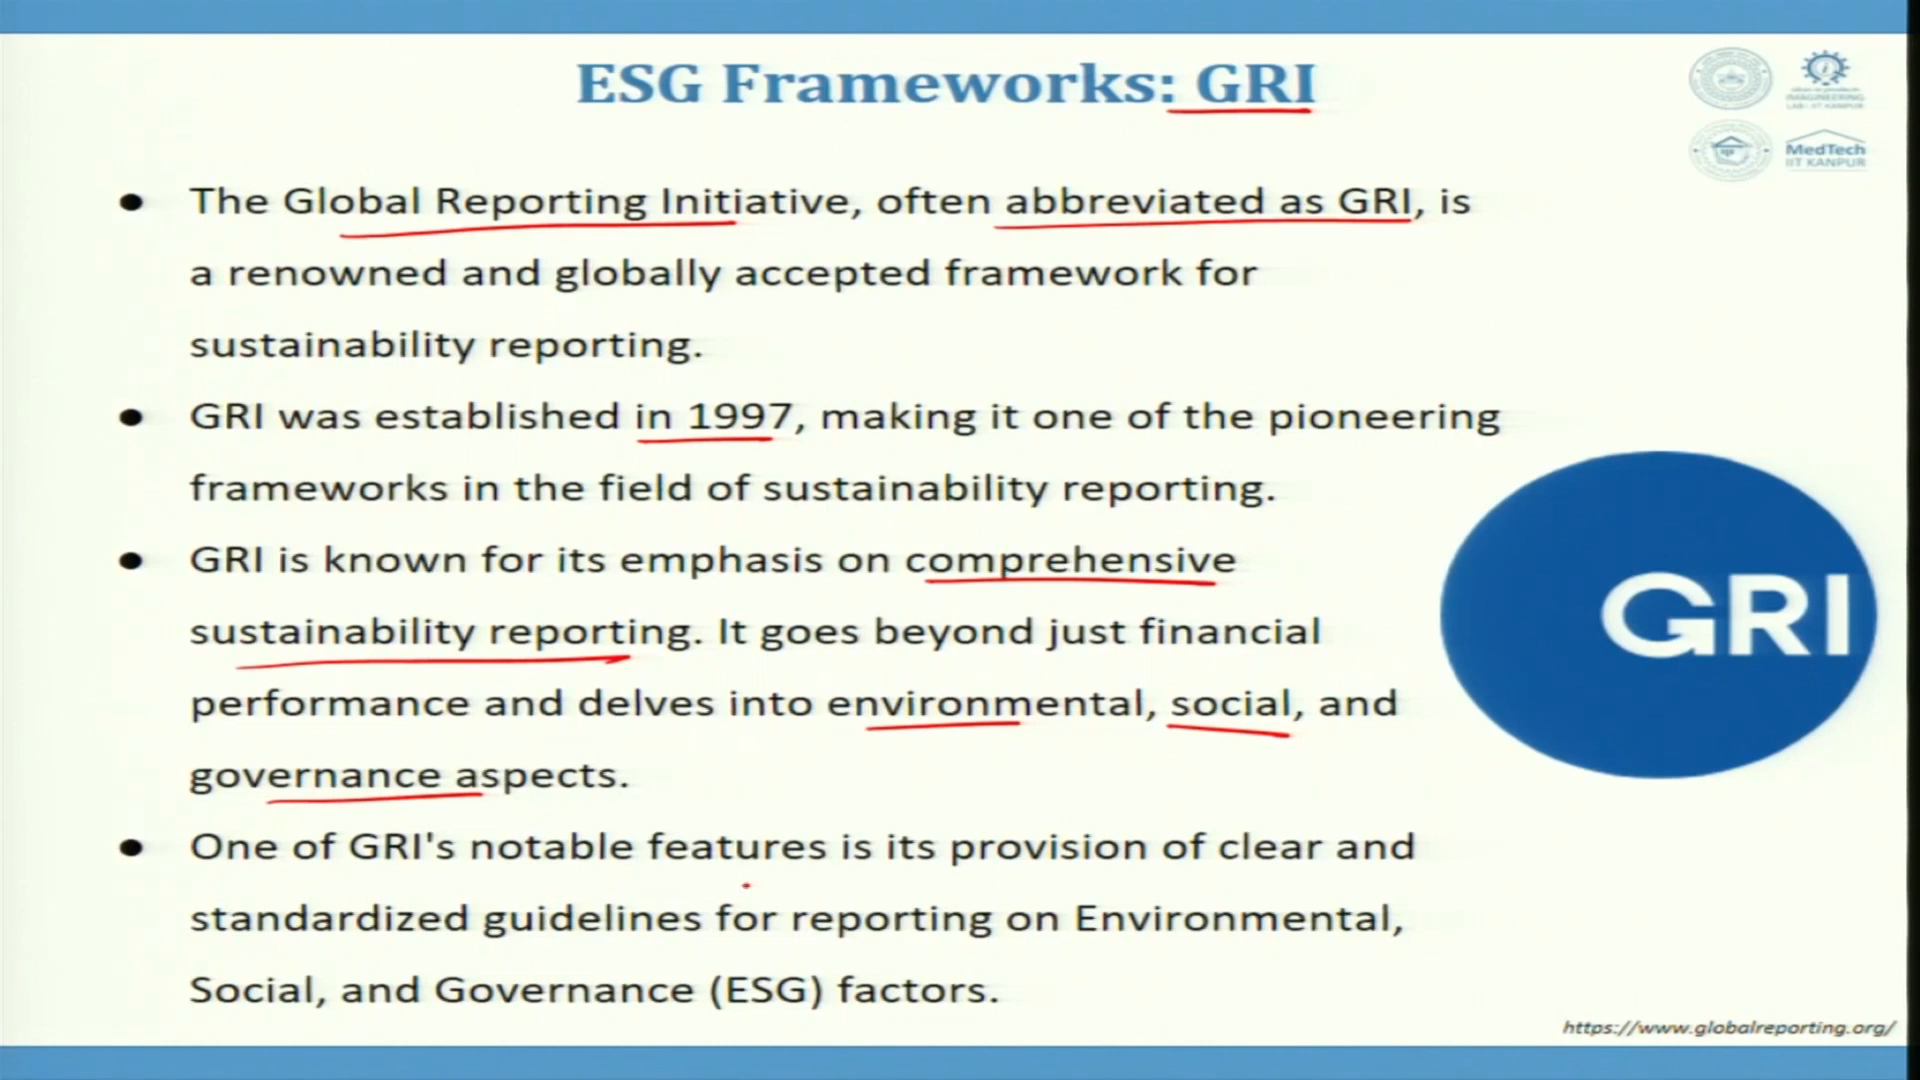 ESG Frameworks: GRI
IMAGINEERING
LAB IIT KANPUR
MedTech
IIT KANPUR
● The Global Reporting Initiative, often abbreviated as GRI, is
a renowned and globally accepted framework for
sustainability reporting.
● GRI was established in 1997, making it one of the pioneering
frameworks in the field of sustainability reporting.
● GRI is known for its emphasis on comprehensive
sustainability reporting. It goes beyond just financial
performance and delves into environmental, social, and
governance aspects.
● One of GRI's notable features is its provision of clear and
standardized guidelines for reporting on Environmental,
Social, and Governance (ESG) factors.
GRI
https://www.globalreporting.org/